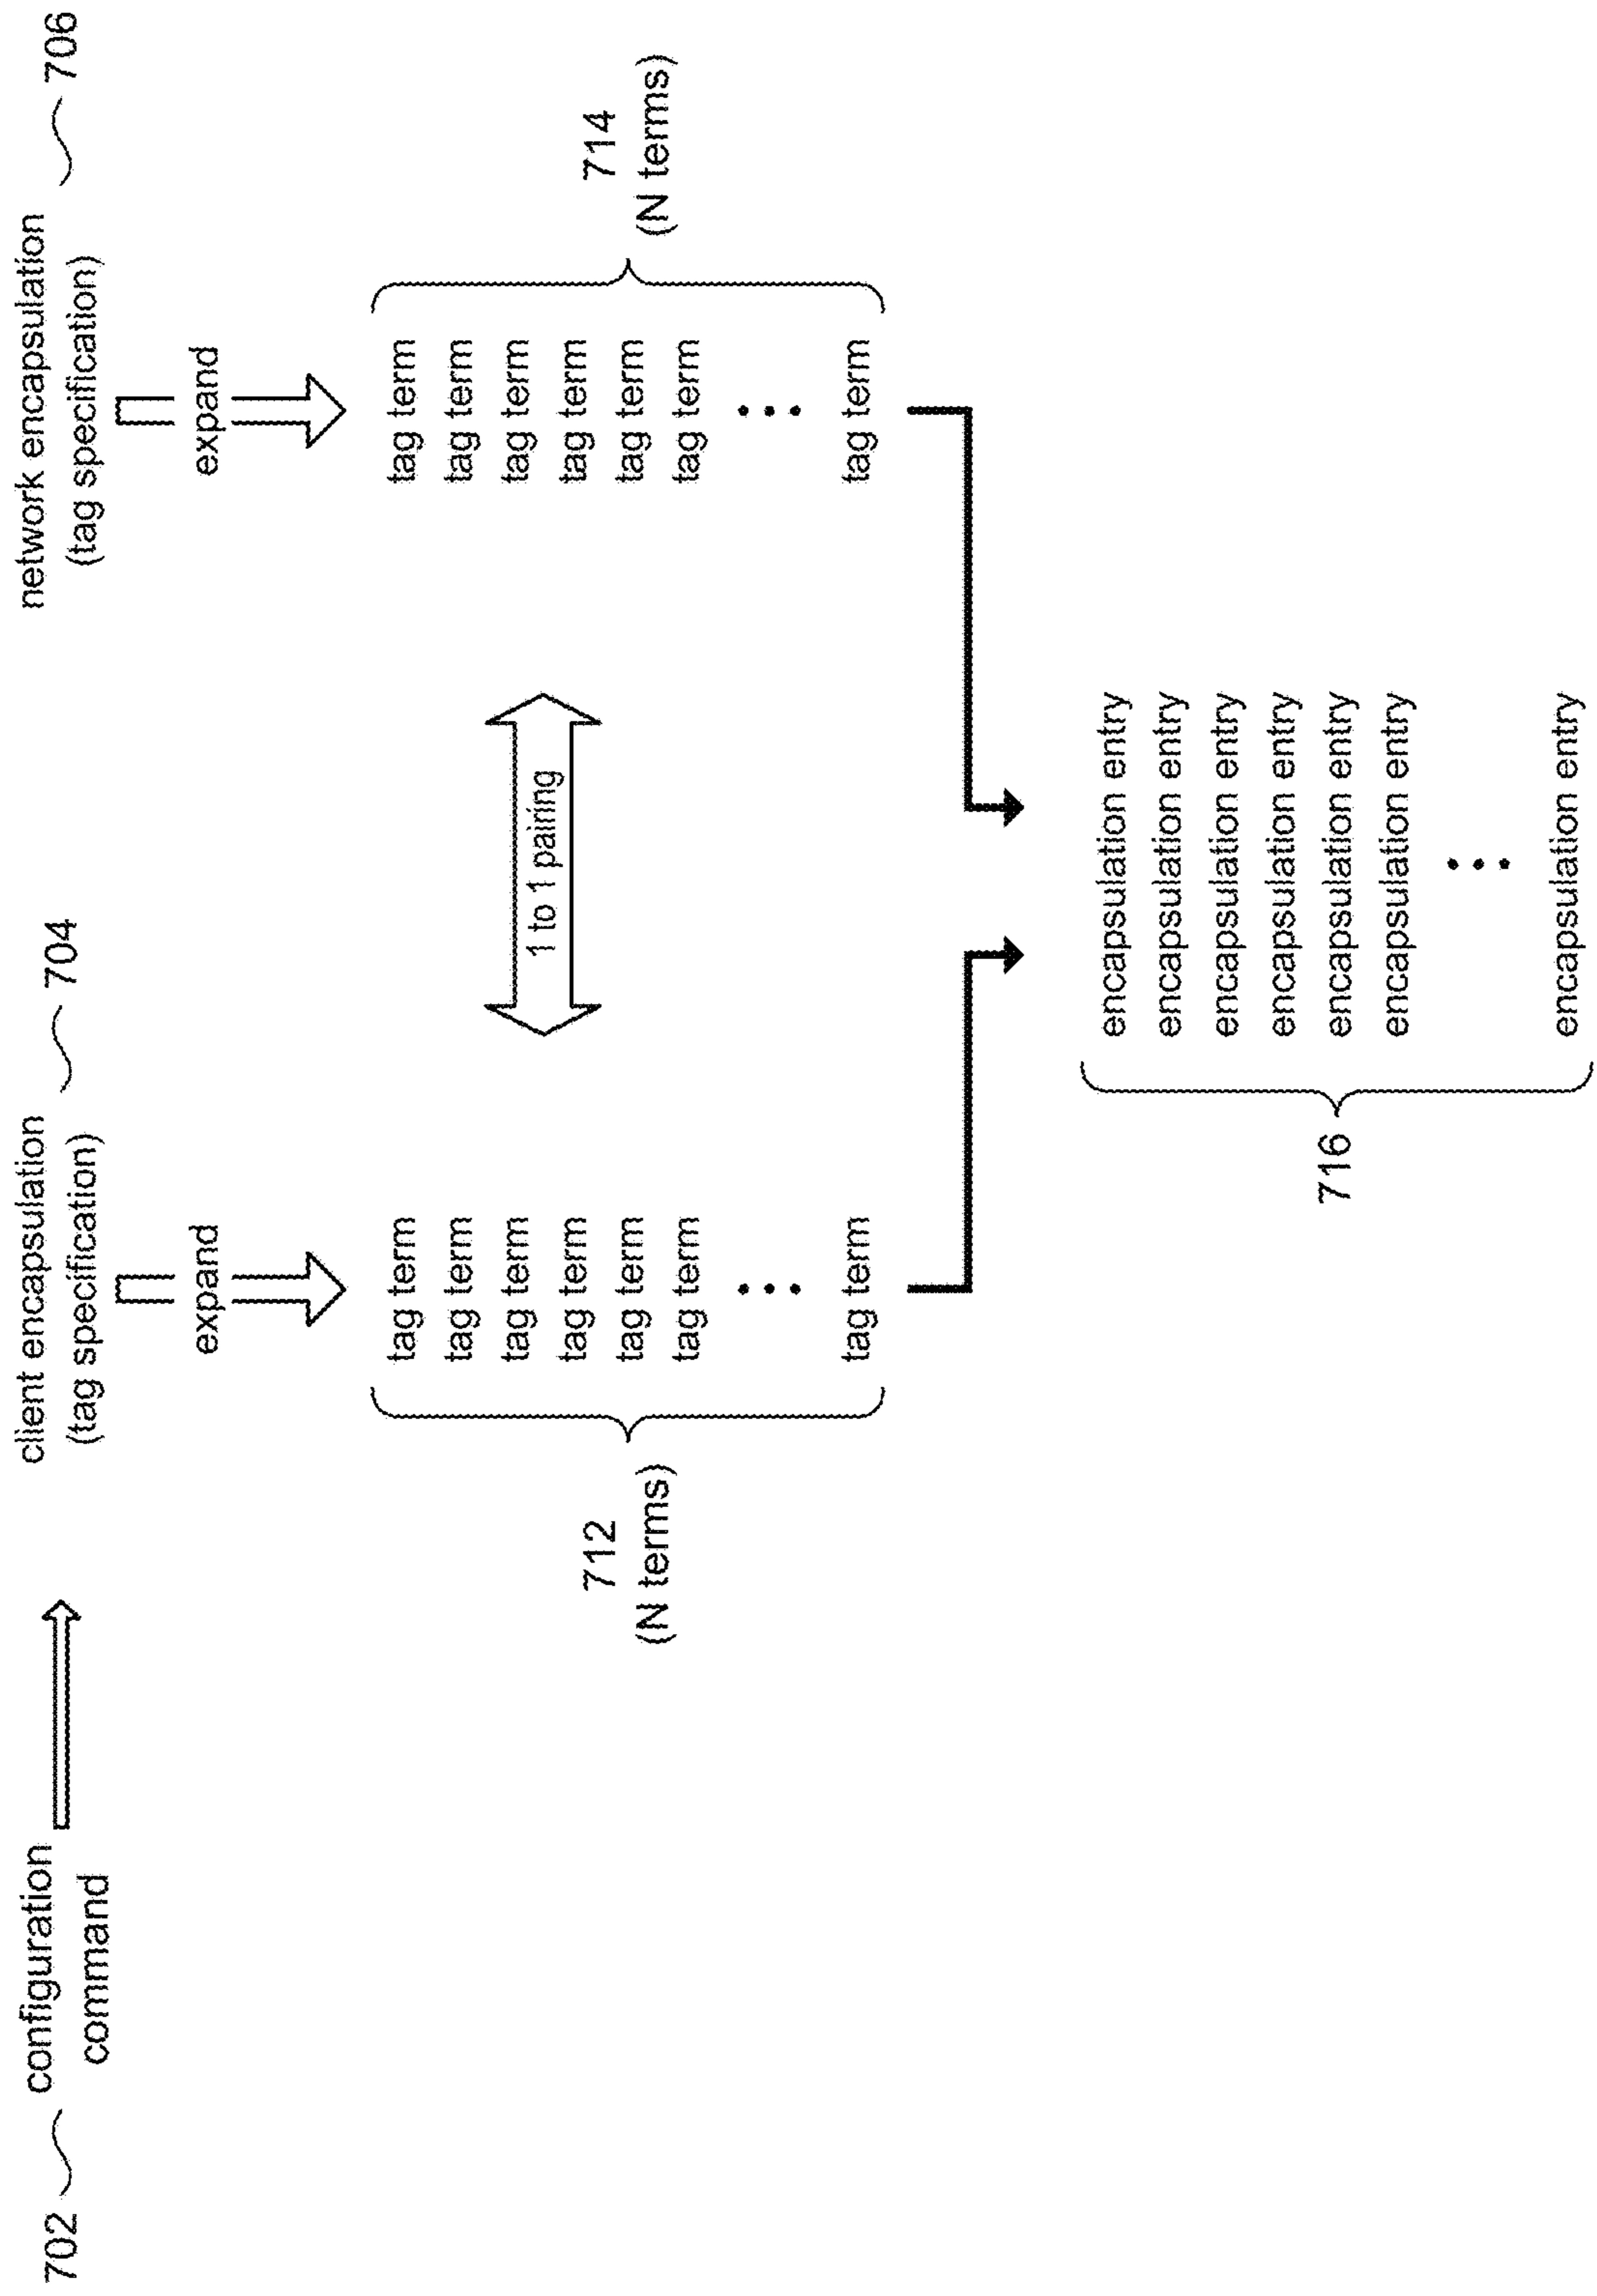 702
configuration
command
client encapsulation
(tag specification)
704
network encapsulation
(tag specification)
706
expand
expand
712
(N terms)
tag term
tag term
tag term
tag term
tag term
tag term
tag term
1 to 1 pairing
tag term
tag term
tag term
tag term
tag term
tag term
tag term
714
(N terms)
716
encapsulation entry
encapsulation entry
encapsulation entry
encapsulation entry
encapsulation entry
encapsulation entry
encapsulation entry